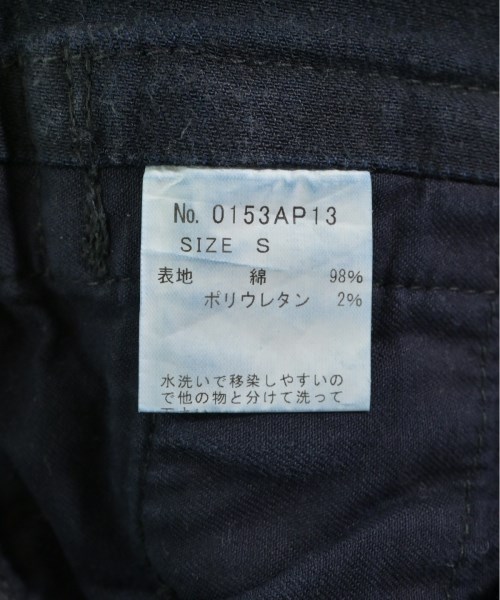 No. 0153AP13
SIZE S
表地 綿 98%
ポリウレタン 2%
水洗いで移染しやすいの
で他の物と分けて洗って